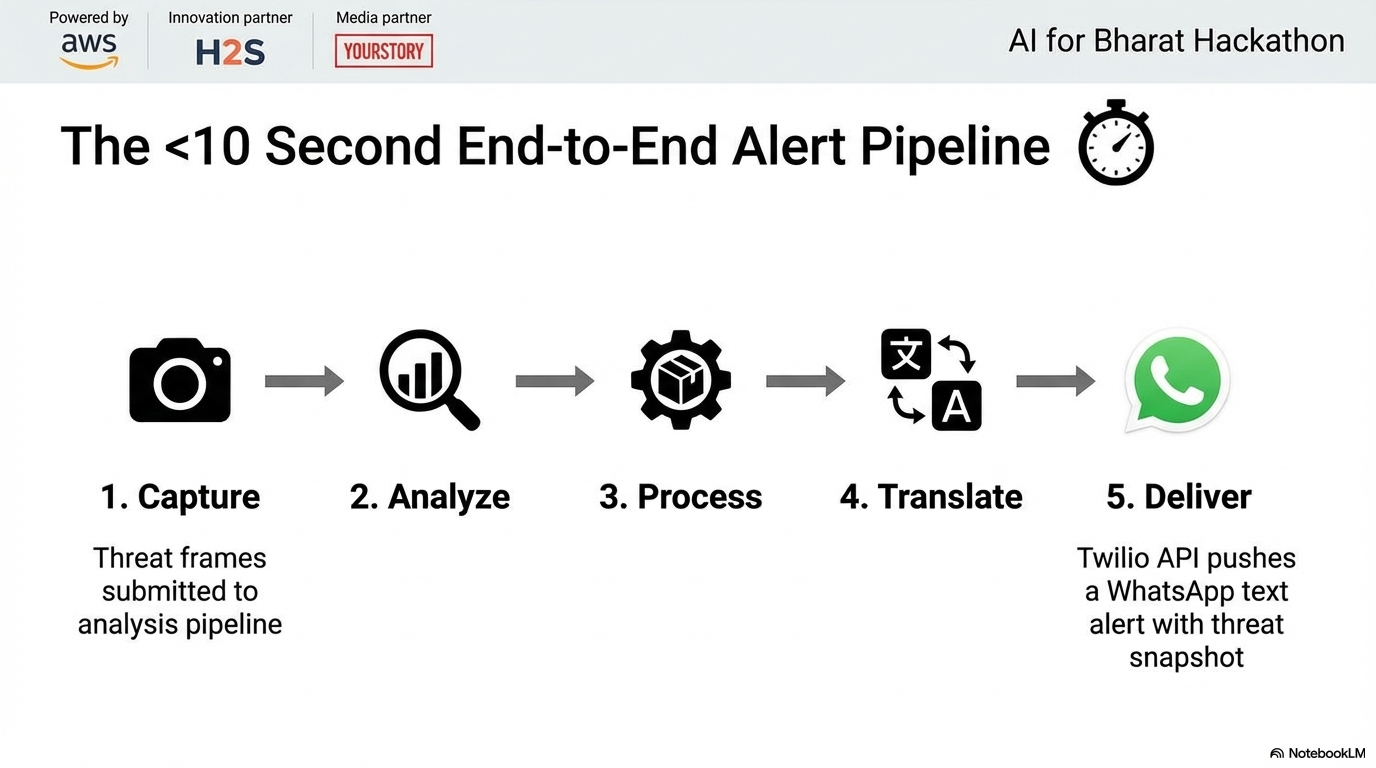 Powered by
aws
Innovation partner
H2S
Media partner
YOURSTORY
AI for Bharat Hackathon
The <10 Second End-to-End Alert Pipeline
文
A
1. Capture
Threat frames
submitted to
analysis pipeline
2. Analyze
3. Process
4. Translate
5. Deliver
Twilio API pushes
a WhatsApp text
alert with threat
snapshot
NotebookLM